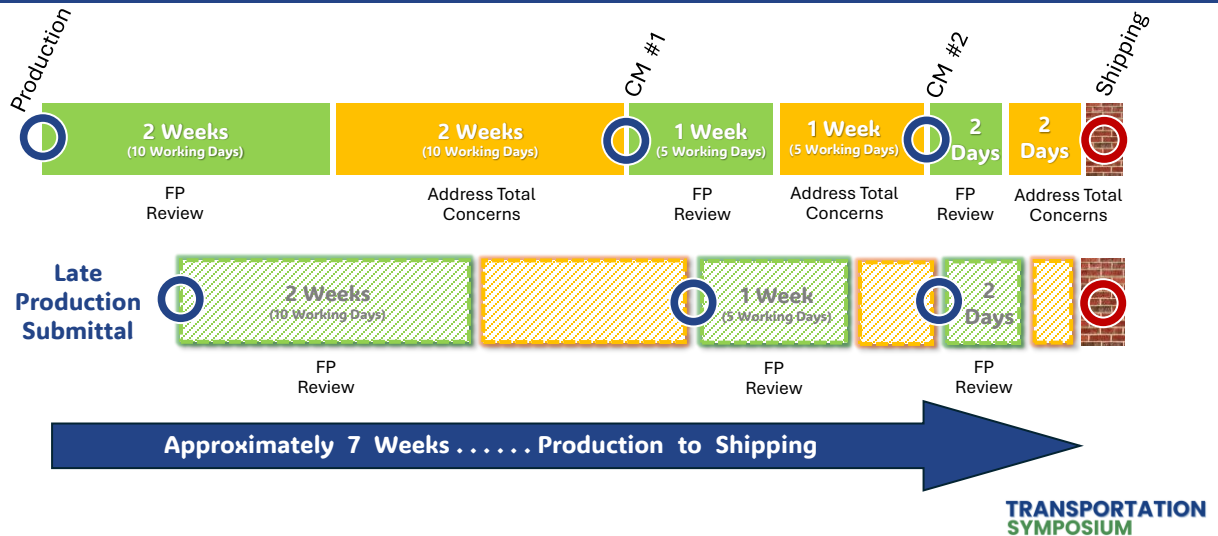 Production
CM #1
CM #2
Shipping
2 Weeks
(10 Working Days)
2 Weeks
(10 Working Days)
1 Week
(5 Working Days)
1 Week
(5 Working Days)
2
Days
2
Days
FP
Review
Address Total
Concerns
FP
Review
Address Total
Concerns
FP
Review
Address Total
Concerns
Late
Production
Submittal
2 Weeks
(10 Working Days)
1 Week
(5 Working Days)
2
Days
FP
Review
FP
Review
FP
Review
Approximately 7 Weeks . . . . . . Production to Shipping
TRANSPORTATION
SYMPOSIUM